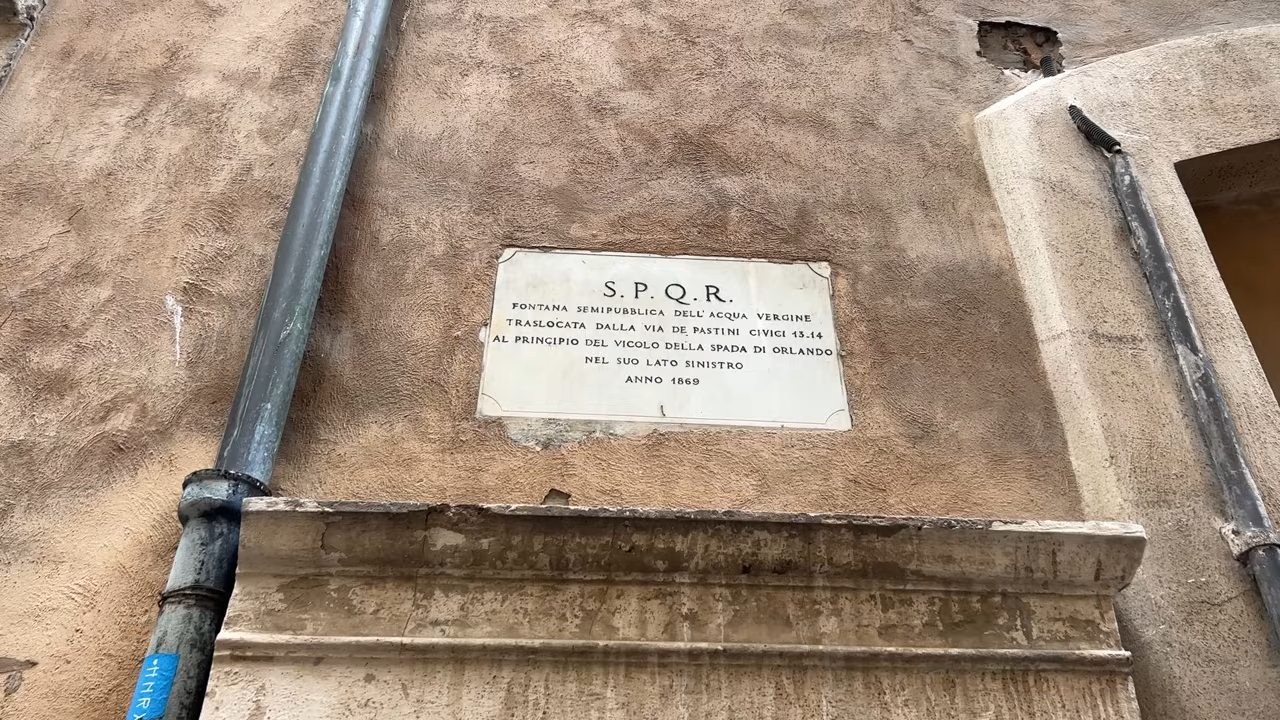 S.P.Q.R.
FONTANA SEMIPUBBLICA DELL'ACQUA VERGINE
TRASLOCATA DALLA VIA DE PASTINI CIVICI 13-14
AL PRINCIPIO DEL VICOLO DELLA SPADA DI ORLANDO
NEL SUO LATO SINISTRO
ANNO 1869